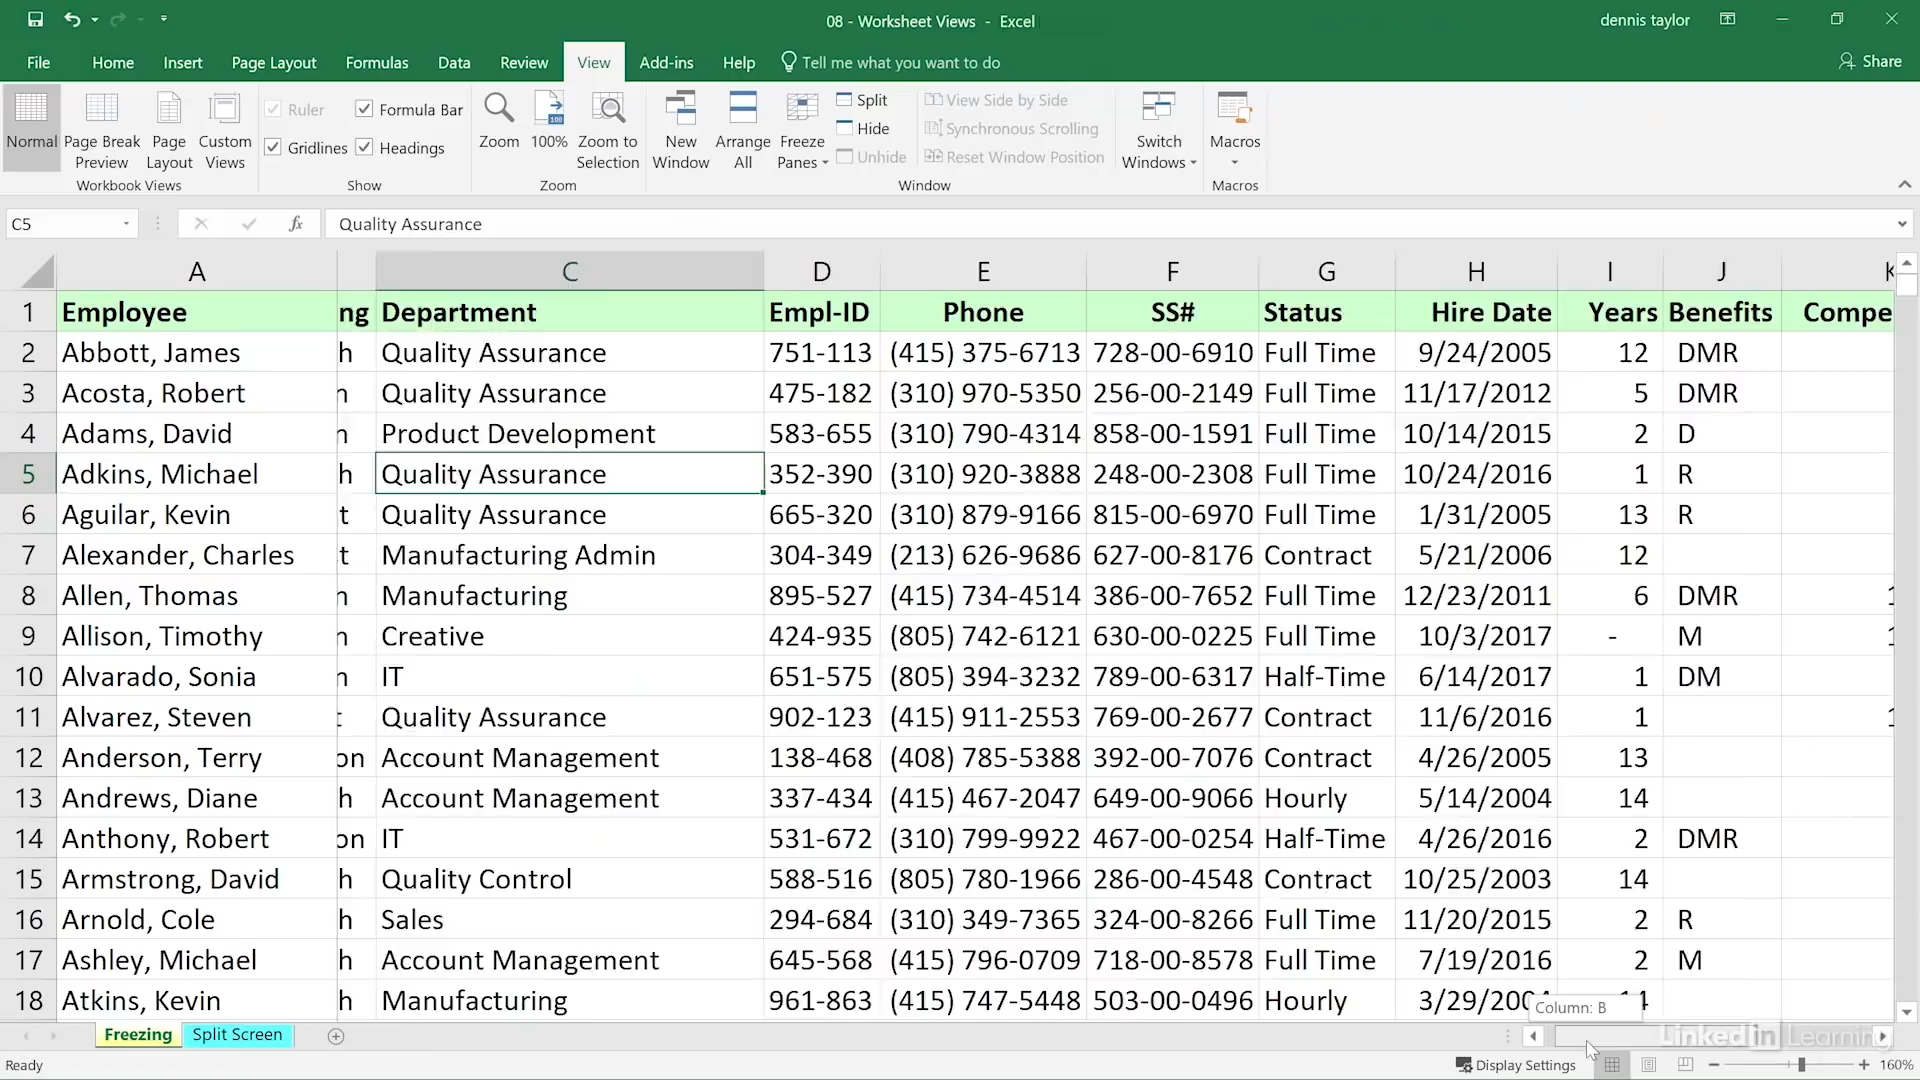 08 - Worksheet Views - Excel
dennis taylor
File Home Insert Page Layout Formulas Data Review View Add-ins Help Tell me what you want to do Share
Normal Page Break Preview Page Layout Custom Views
Workbook Views
Ruler Formula Bar
Gridlines Headings
Show
Zoom 100 100% Zoom to Selection
Zoom
New Window Arrange All Freeze Panes
Split
Hide
Unhide
View Side by Side
Synchronous Scrolling
Reset Window Position
Switch Windows
Window
Macros
Macros
C5 fx Quality Assurance
A C D E F G H I J K
1 Employee ng Department Empl-ID Phone SS# Status Hire Date Years Benefits Compe
2 Abbott, James h Quality Assurance 751-113 (415) 375-6713 728-00-6910 Full Time 9/24/2005 12 DMR
3 Acosta, Robert n Quality Assurance 475-182 (310) 970-5350 256-00-2149 Full Time 11/17/2012 5 DMR
4 Adams, David n Product Development 583-655 (310) 790-4314 858-00-1591 Full Time 10/14/2015 2 D
5 Adkins, Michael h Quality Assurance 352-390 (310) 920-3888 248-00-2308 Full Time 10/24/2016 1 R
6 Aguilar, Kevin t Quality Assurance 665-320 (310) 879-9166 815-00-6970 Full Time 1/31/2005 13 R
7 Alexander, Charles t Manufacturing Admin 304-349 (213) 626-9686 627-00-8176 Contract 5/21/2006 12
8 Allen, Thomas n Manufacturing 895-527 (415) 734-4514 386-00-7652 Full Time 12/23/2011 6 DMR 1
9 Allison, Timothy n Creative 424-935 (805) 742-6121 630-00-0225 Full Time 10/3/2017 - M 1
10 Alvarado, Sonia n IT 651-575 (805) 394-3232 789-00-6317 Half-Time 6/14/2017 1 DM
11 Alvarez, Steven t Quality Assurance 902-123 (415) 911-2553 769-00-2677 Contract 11/6/2016 1 1
12 Anderson, Terry on Account Management 138-468 (408) 785-5388 392-00-7076 Contract 4/26/2005 13
13 Andrews, Diane h Account Management 337-434 (415) 467-2047 649-00-9066 Hourly 5/14/2004 14
14 Anthony, Robert on IT 531-672 (310) 799-9922 467-00-0254 Half-Time 4/26/2016 2 DMR
15 Armstrong, David h Quality Control 588-516 (805) 780-1966 286-00-4548 Contract 10/25/2003 14
16 Arnold, Cole h Sales 294-684 (310) 349-7365 324-00-8266 Full Time 11/20/2015 2 R
17 Ashley, Michael h Account Management 645-568 (415) 796-0709 718-00-8578 Full Time 7/19/2016 2 M
18 Atkins, Kevin h Manufacturing 961-863 (415) 747-5448 503-00-0496 Hourly 3/29/2004 14
Column: B
Freezing Split Screen
LinkedIn Learning
Ready Display Settings 160%